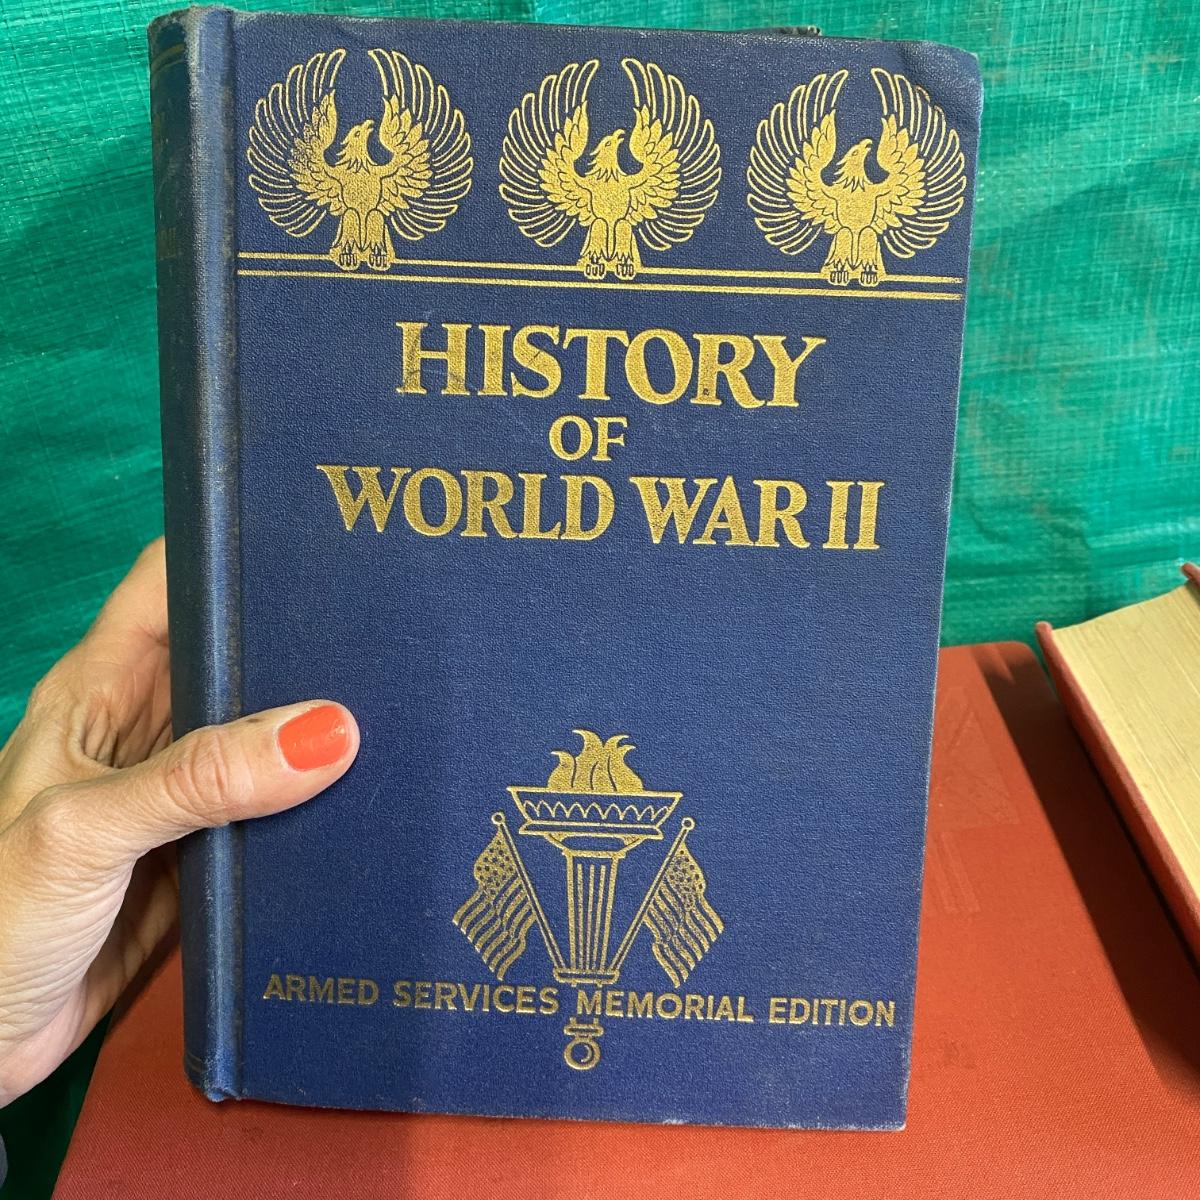 HISTORY
OF
WORLD WAR II
ARMED SERVICES MEMORIAL EDITION